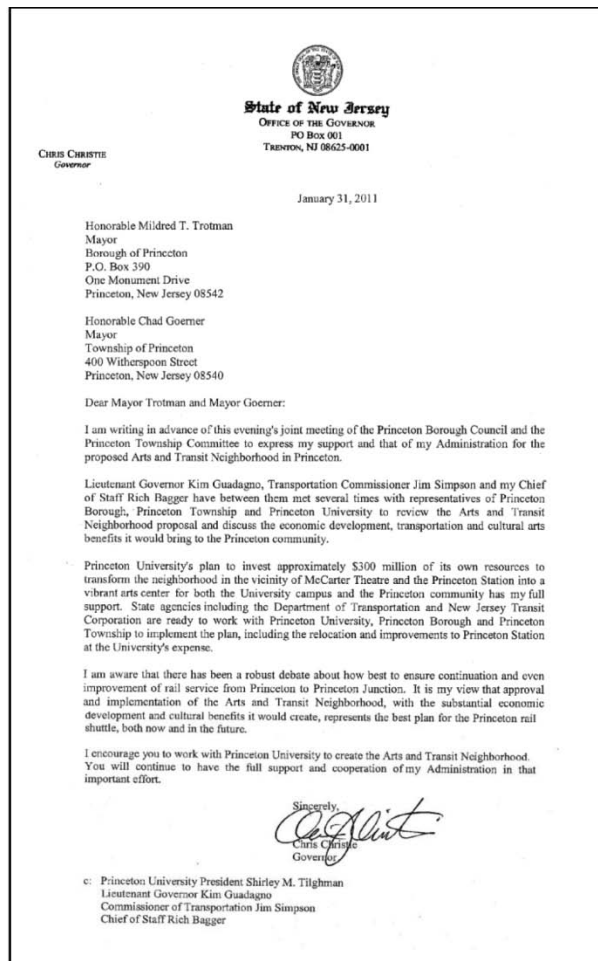 State of New Jersey
OFFICE OF THE GOVERNOR
PO BOX 001
TRENTON, NJ 08625-0001
CHRIS CHRISTIE
Governor
January 31, 2011
Honorable Mildred T. Trotman
Mayor
Borough of Princeton
P.O. Box 390
One Monument Drive
Princeton, New Jersey 08542
Honorable Chad Goerner
Mayor
Township of Princeton
400 Witherspoon Street
Princeton, New Jersey 08540
Dear Mayor Trotman and Mayor Goerner:
I am writing in advance of this evening's joint meeting of the Princeton Borough Council and the
Princeton Township Committee to express my support and that of my Administration for the
proposed Arts and Transit Neighborhood in Princeton.
Lieutenant Governor Kim Guadagno, Transportation Commissioner Jim Simpson and my Chief
of Staff Rich Bagger have between them met several times with representatives of Princeton
Borough, Princeton Township and Princeton University to review the Arts and Transit
Neighborhood proposal and discuss the economic development, transportation and cultural arts
benefits it would bring to the Princeton community.
Princeton University's plan to invest approximately $300 million of its own resources to
transform the neighborhood in the vicinity of McCarter Theatre and the Princeton Station into a
vibrant arts center for both the University campus and the Princeton community has my full
support. State agencies including the Department of Transportation and New Jersey Transit
Corporation are ready to work with Princeton University, Princeton Borough and Princeton
Township to implement the plan, including the relocation and improvements to Princeton Station
at the University's expense.
I am aware that there has been a robust debate about how best to ensure continuation and even
improvement of rail service from Princeton to Princeton Junction. It is my view that approval
and implementation of the Arts and Transit Neighborhood, with the substantial economic
development and cultural benefits it would create, represents the best plan for the Princeton rail
shuttle, both now and in the future.
I encourage you to work with Princeton University to create the Arts and Transit Neighborhood.
You will continue to have the full support and cooperation of my Administration in that
important effort.
Sincerely,
Chris Christie
Governor
c: Princeton University President Shirley M. Tilghman
Lieutenant Governor Kim Guadagno
Commissioner of Transportation Jim Simpson
Chief of Staff Rich Bagger